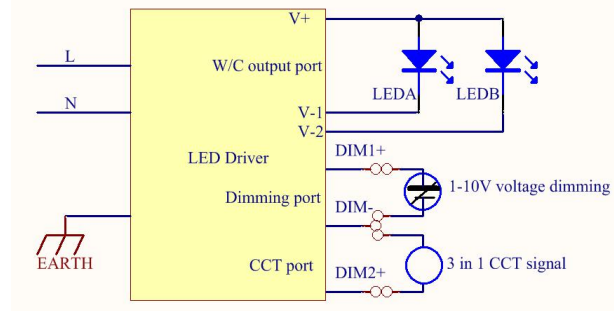 V+
L
W/C output port
LEDA
LEDB
N
V-1
V-2
DIM1+
LED Driver
1-10V voltage dimming
Dimming port
DIM-
EARTH
CCT port
DIM2+
3 in 1 CCT signal